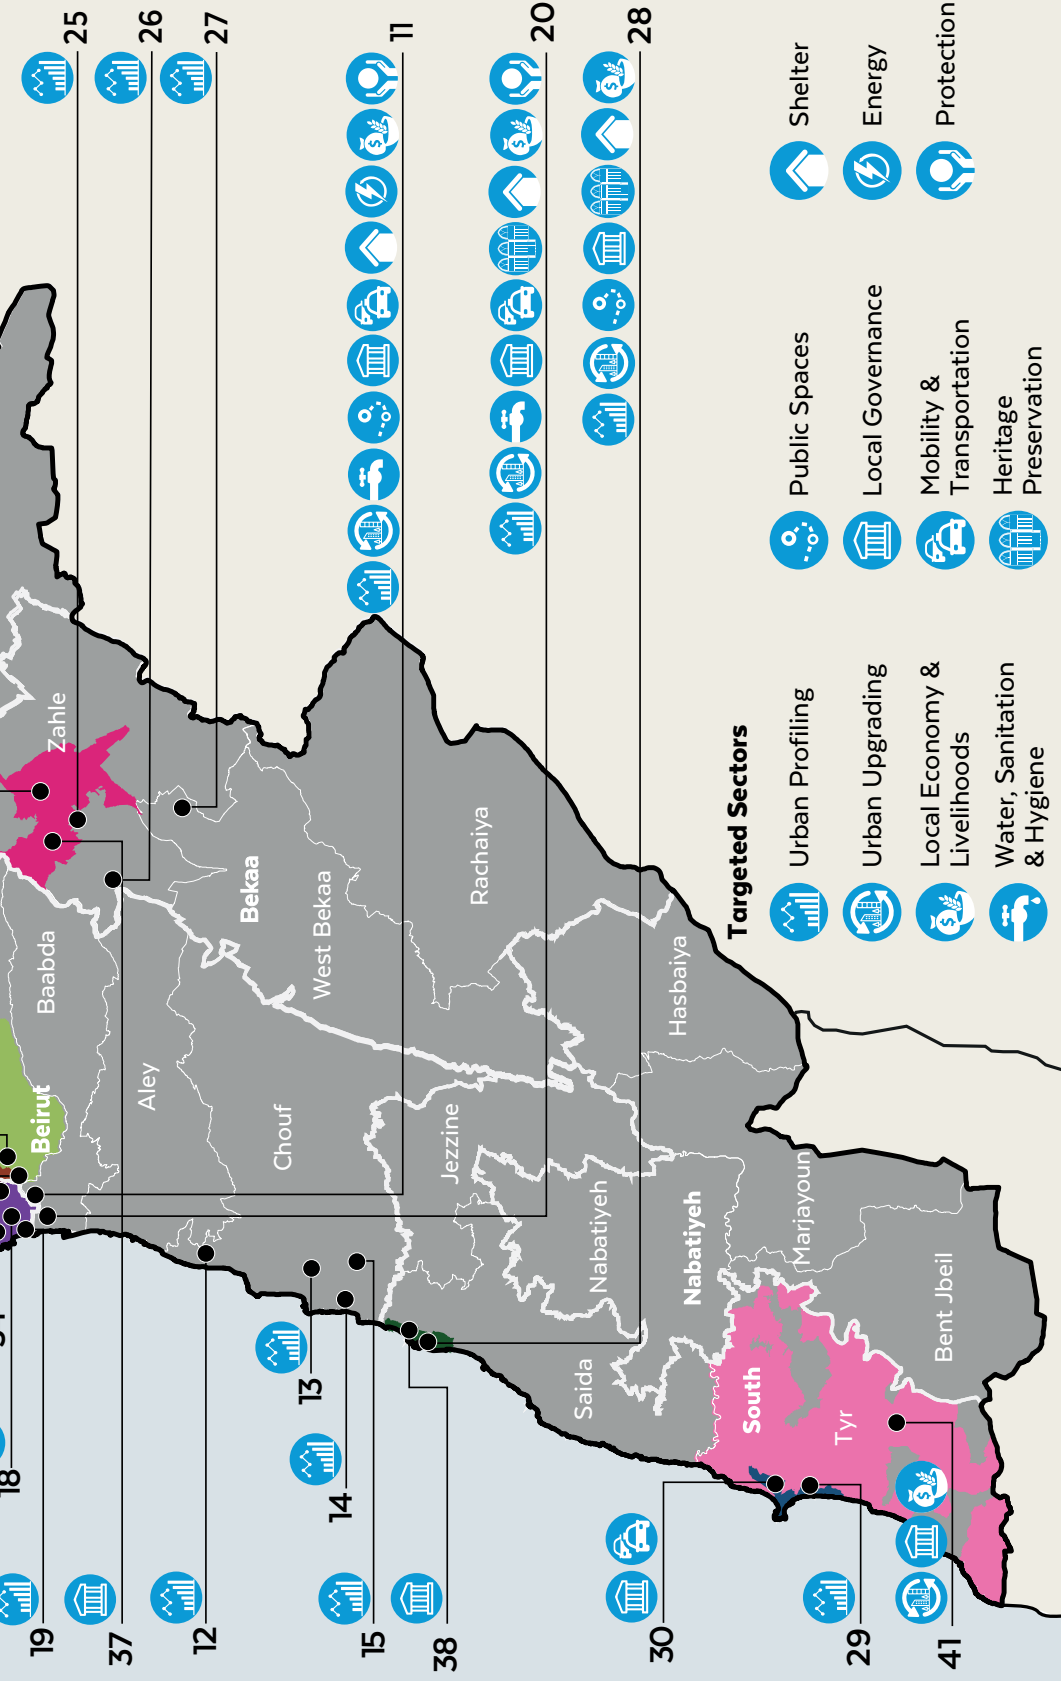 25
26
27
11
20
28
Zahle
Baabda
Beirut
Aley
Bekaa
Chouf
West Bekaa
Jezzine
Rachaiya
Nabatiyeh
Hasbaiya
Nabatiyeh
Marjayoun
Saida
South
Tyr
Bent Jbeil
18
19
37
12
13
14
15
38
30
29
41
Targeted Sectors
Urban Profiling
Urban Upgrading
Local Economy &
Livelihoods
Water, Sanitation
& Hygiene
Public Spaces
Local Governance
Mobility &
Transportation
Heritage
Preservation
Shelter
Energy
Protection